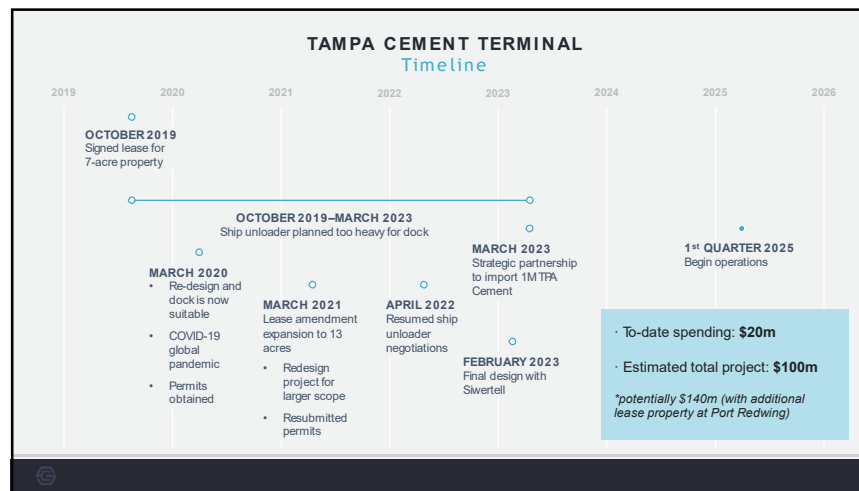 TAMPA CEMENT TERMINAL
Timeline
2019 2020 2021 2022 2023 2024 2025 2026
OCTOBER 2019
Signed lease for
7-acre property
OCTOBER 2019–MARCH 2023
Ship unloader planned too heavy for dock
MARCH 2020
• Re-design and
dock is now
suitable
• COVID-19
global
pandemic
• Permits
obtained
MARCH 2021
Lease amendment
expansion to 13
acres
• Redesign
project for
larger scope
• Resubmitted
permits
APRIL 2022
Resumed ship
unloader
negotiations
MARCH 2023
Strategic partnership
to import 1M TPA
Cement
FEBRUARY 2023
Final design with
Siwertell
1st QUARTER 2025
Begin operations
· To-date spending: $20m
· Estimated total project: $100m
*potentially $140m (with additional
lease property at Port Redwing)